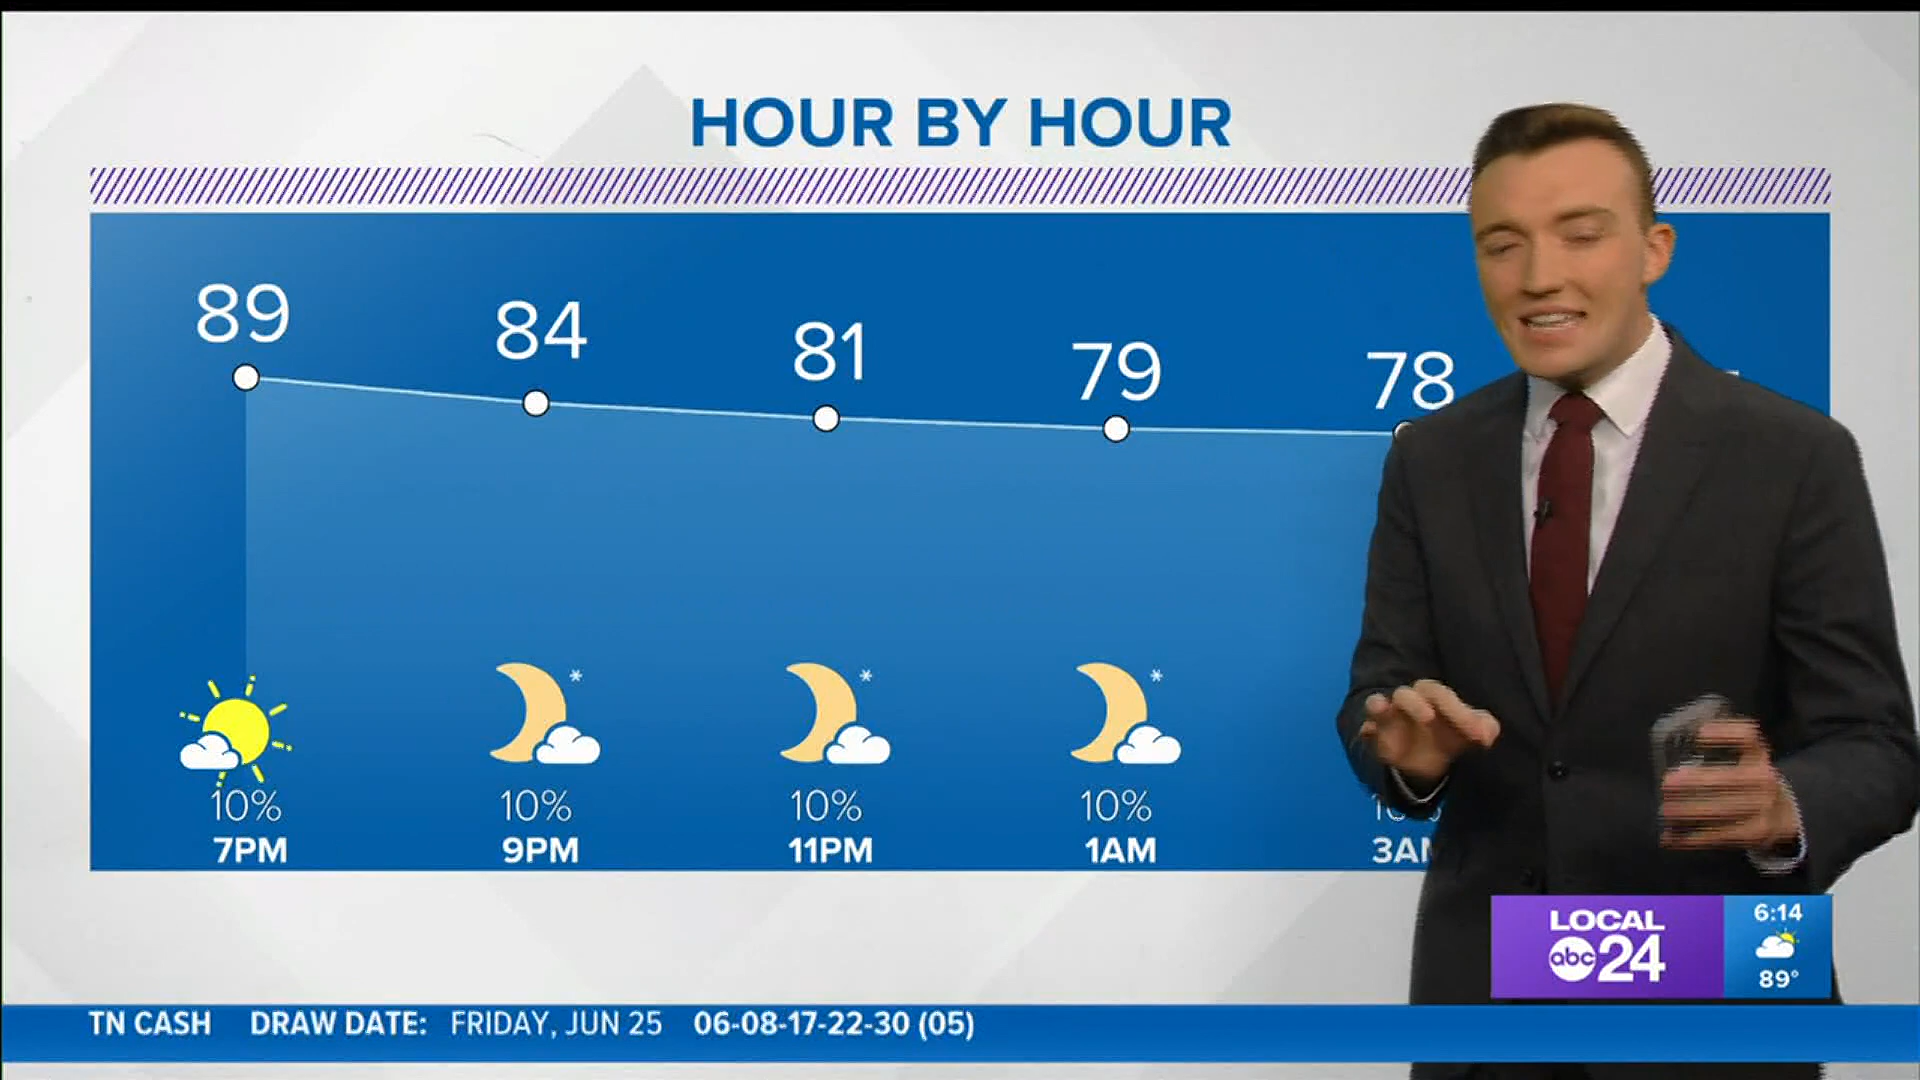 HOUR BY HOUR
89 84 81 79 78
10% 10% 10% 10%
7PM 9PM 11PM 1AM
LOCAL
abc 24
6:14
89°
TN CASH DRAW DATE: FRIDAY, JUN 25 06-08-17-22-30 (05)